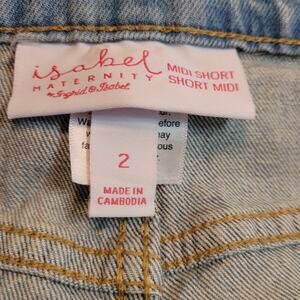 isabel
MATERNITY
by Ingrid & Isabel
MIDI SHORT
SHORT MIDI
2
MADE IN
CAMBODIA